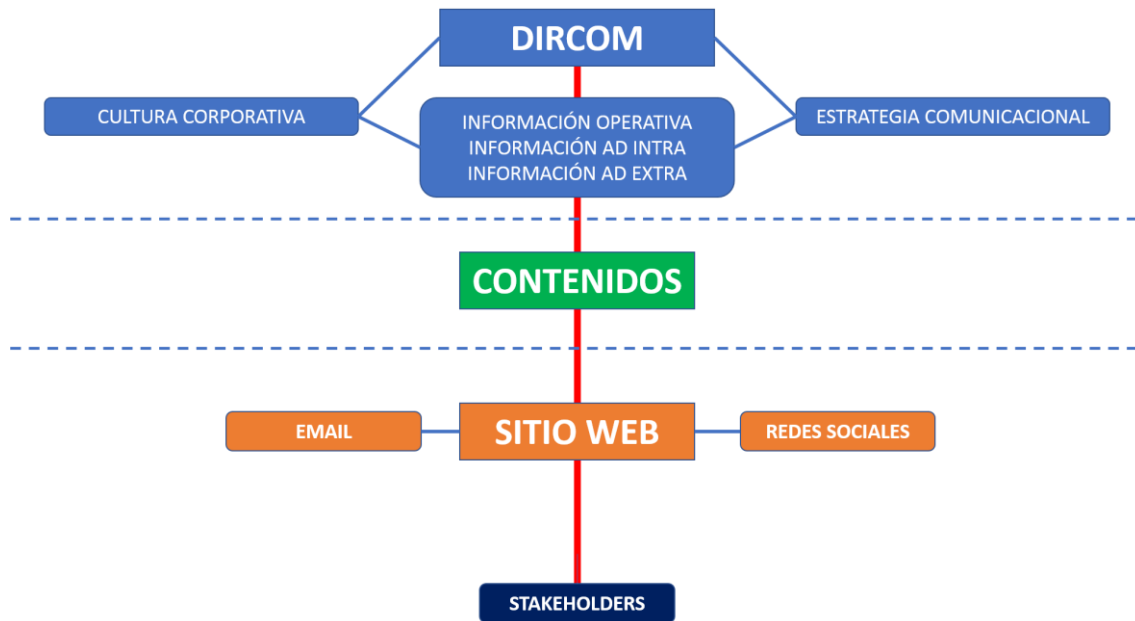 DIRCOM
CULTURA CORPORATIVA
INFORMACIÓN OPERATIVA
INFORMACIÓN AD INTRA
INFORMACIÓN AD EXTRA
ESTRATEGIA COMUNICACIONAL
CONTENIDOS
EMAIL
SITIO WEB
REDES SOCIALES
STAKEHOLDERS